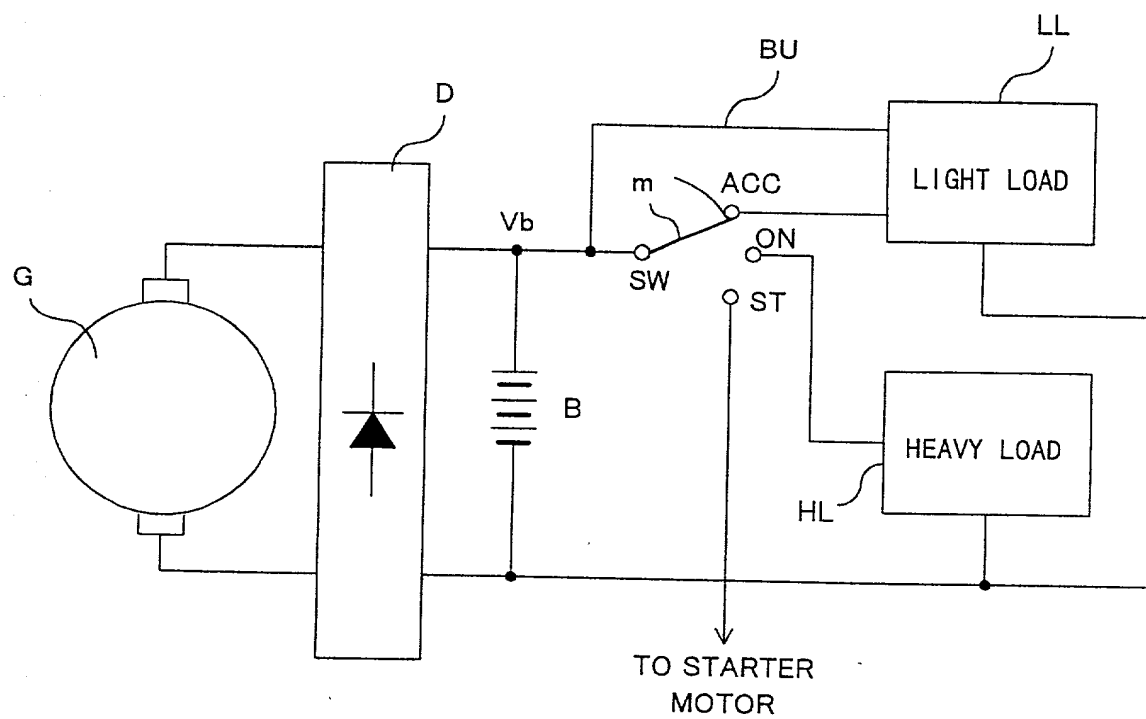 LL
BU
D
LIGHT LOAD
m
ACC
Vb
ON
SW
G
ST
B
HEAVY LOAD
HL
TO STARTER
MOTOR